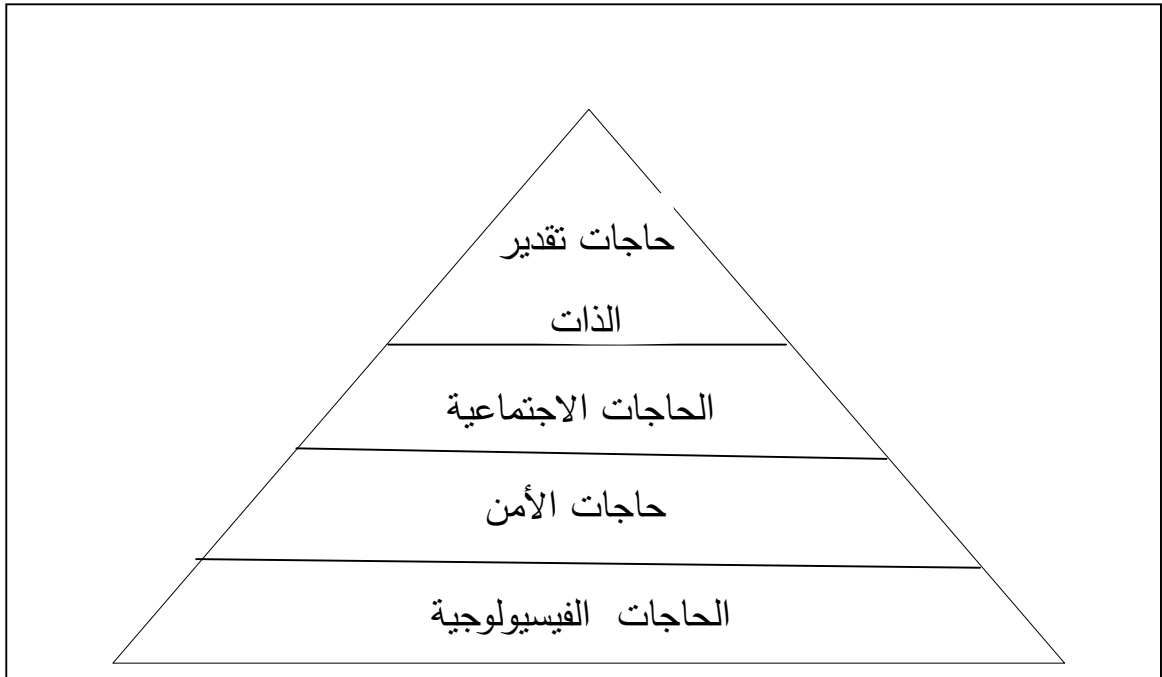 حاجات تقدير
الذات
الحاجات الاجتماعية
حاجات الأمن
الحاجات الفيسيولوجية